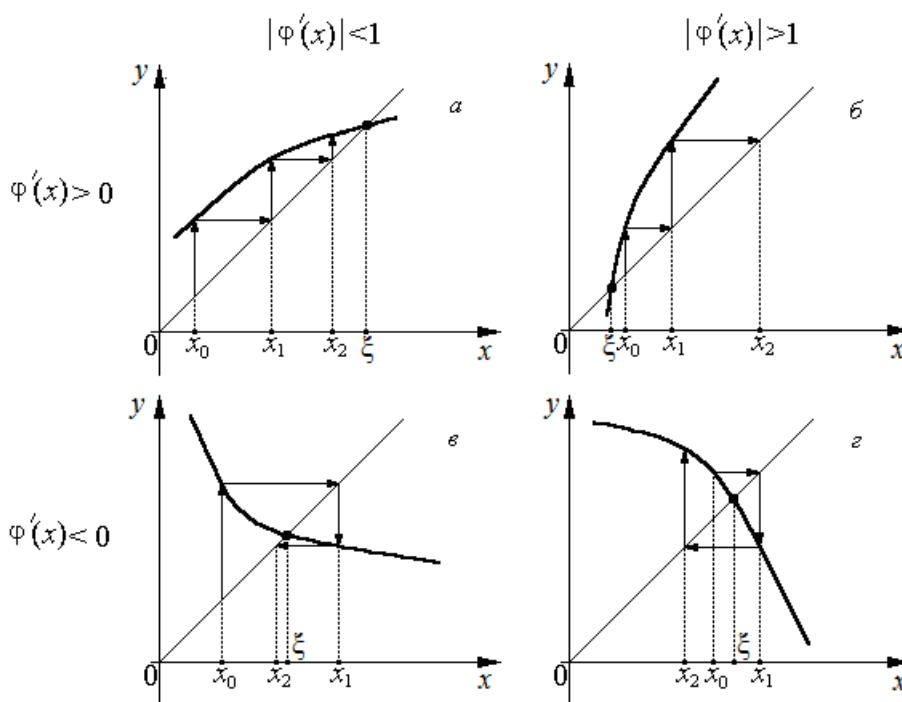 |φ′(x)|<1
|φ′(x)|>1
y
а
y
б
φ′(x)>0
0
x₀
x₁
x₂
ξ
x
0
ξ
x₀
x₁
x₂
x
y
в
y
г
φ′(x)<0
0
x₀
x₂
ξ
x₁
x
0
x₂
x₀
ξ
x₁
x